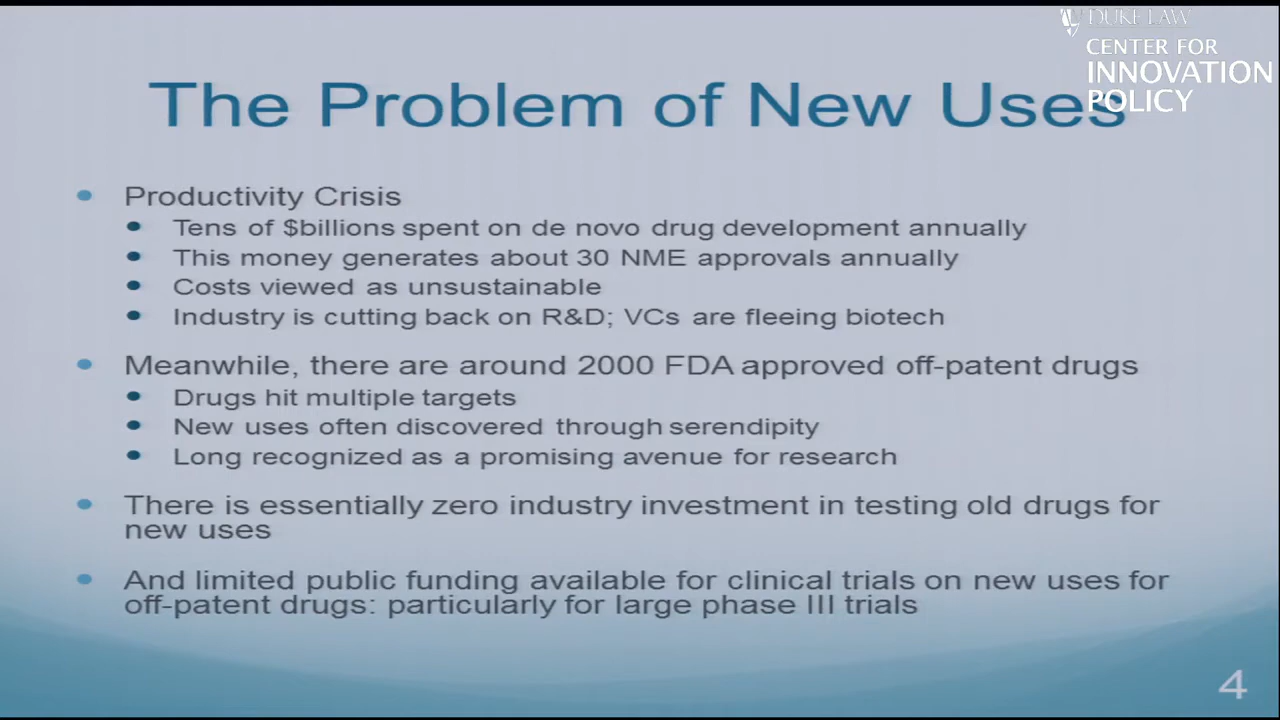 DUKE LAW
CENTER FOR
INNOVATION
POLICY
The Problem of New Uses
Productivity Crisis
Tens of $billions spent on de novo drug development annually
This money generates about 30 NME approvals annually
Costs viewed as unsustainable
Industry is cutting back on R&D; VCs are fleeing biotech
Meanwhile, there are around 2000 FDA approved off-patent drugs
Drugs hit multiple targets
New uses often discovered through serendipity
Long recognized as a promising avenue for research
There is essentially zero industry investment in testing old drugs for
new uses
And limited public funding available for clinical trials on new uses for
off-patent drugs: particularly for large phase III trials
4